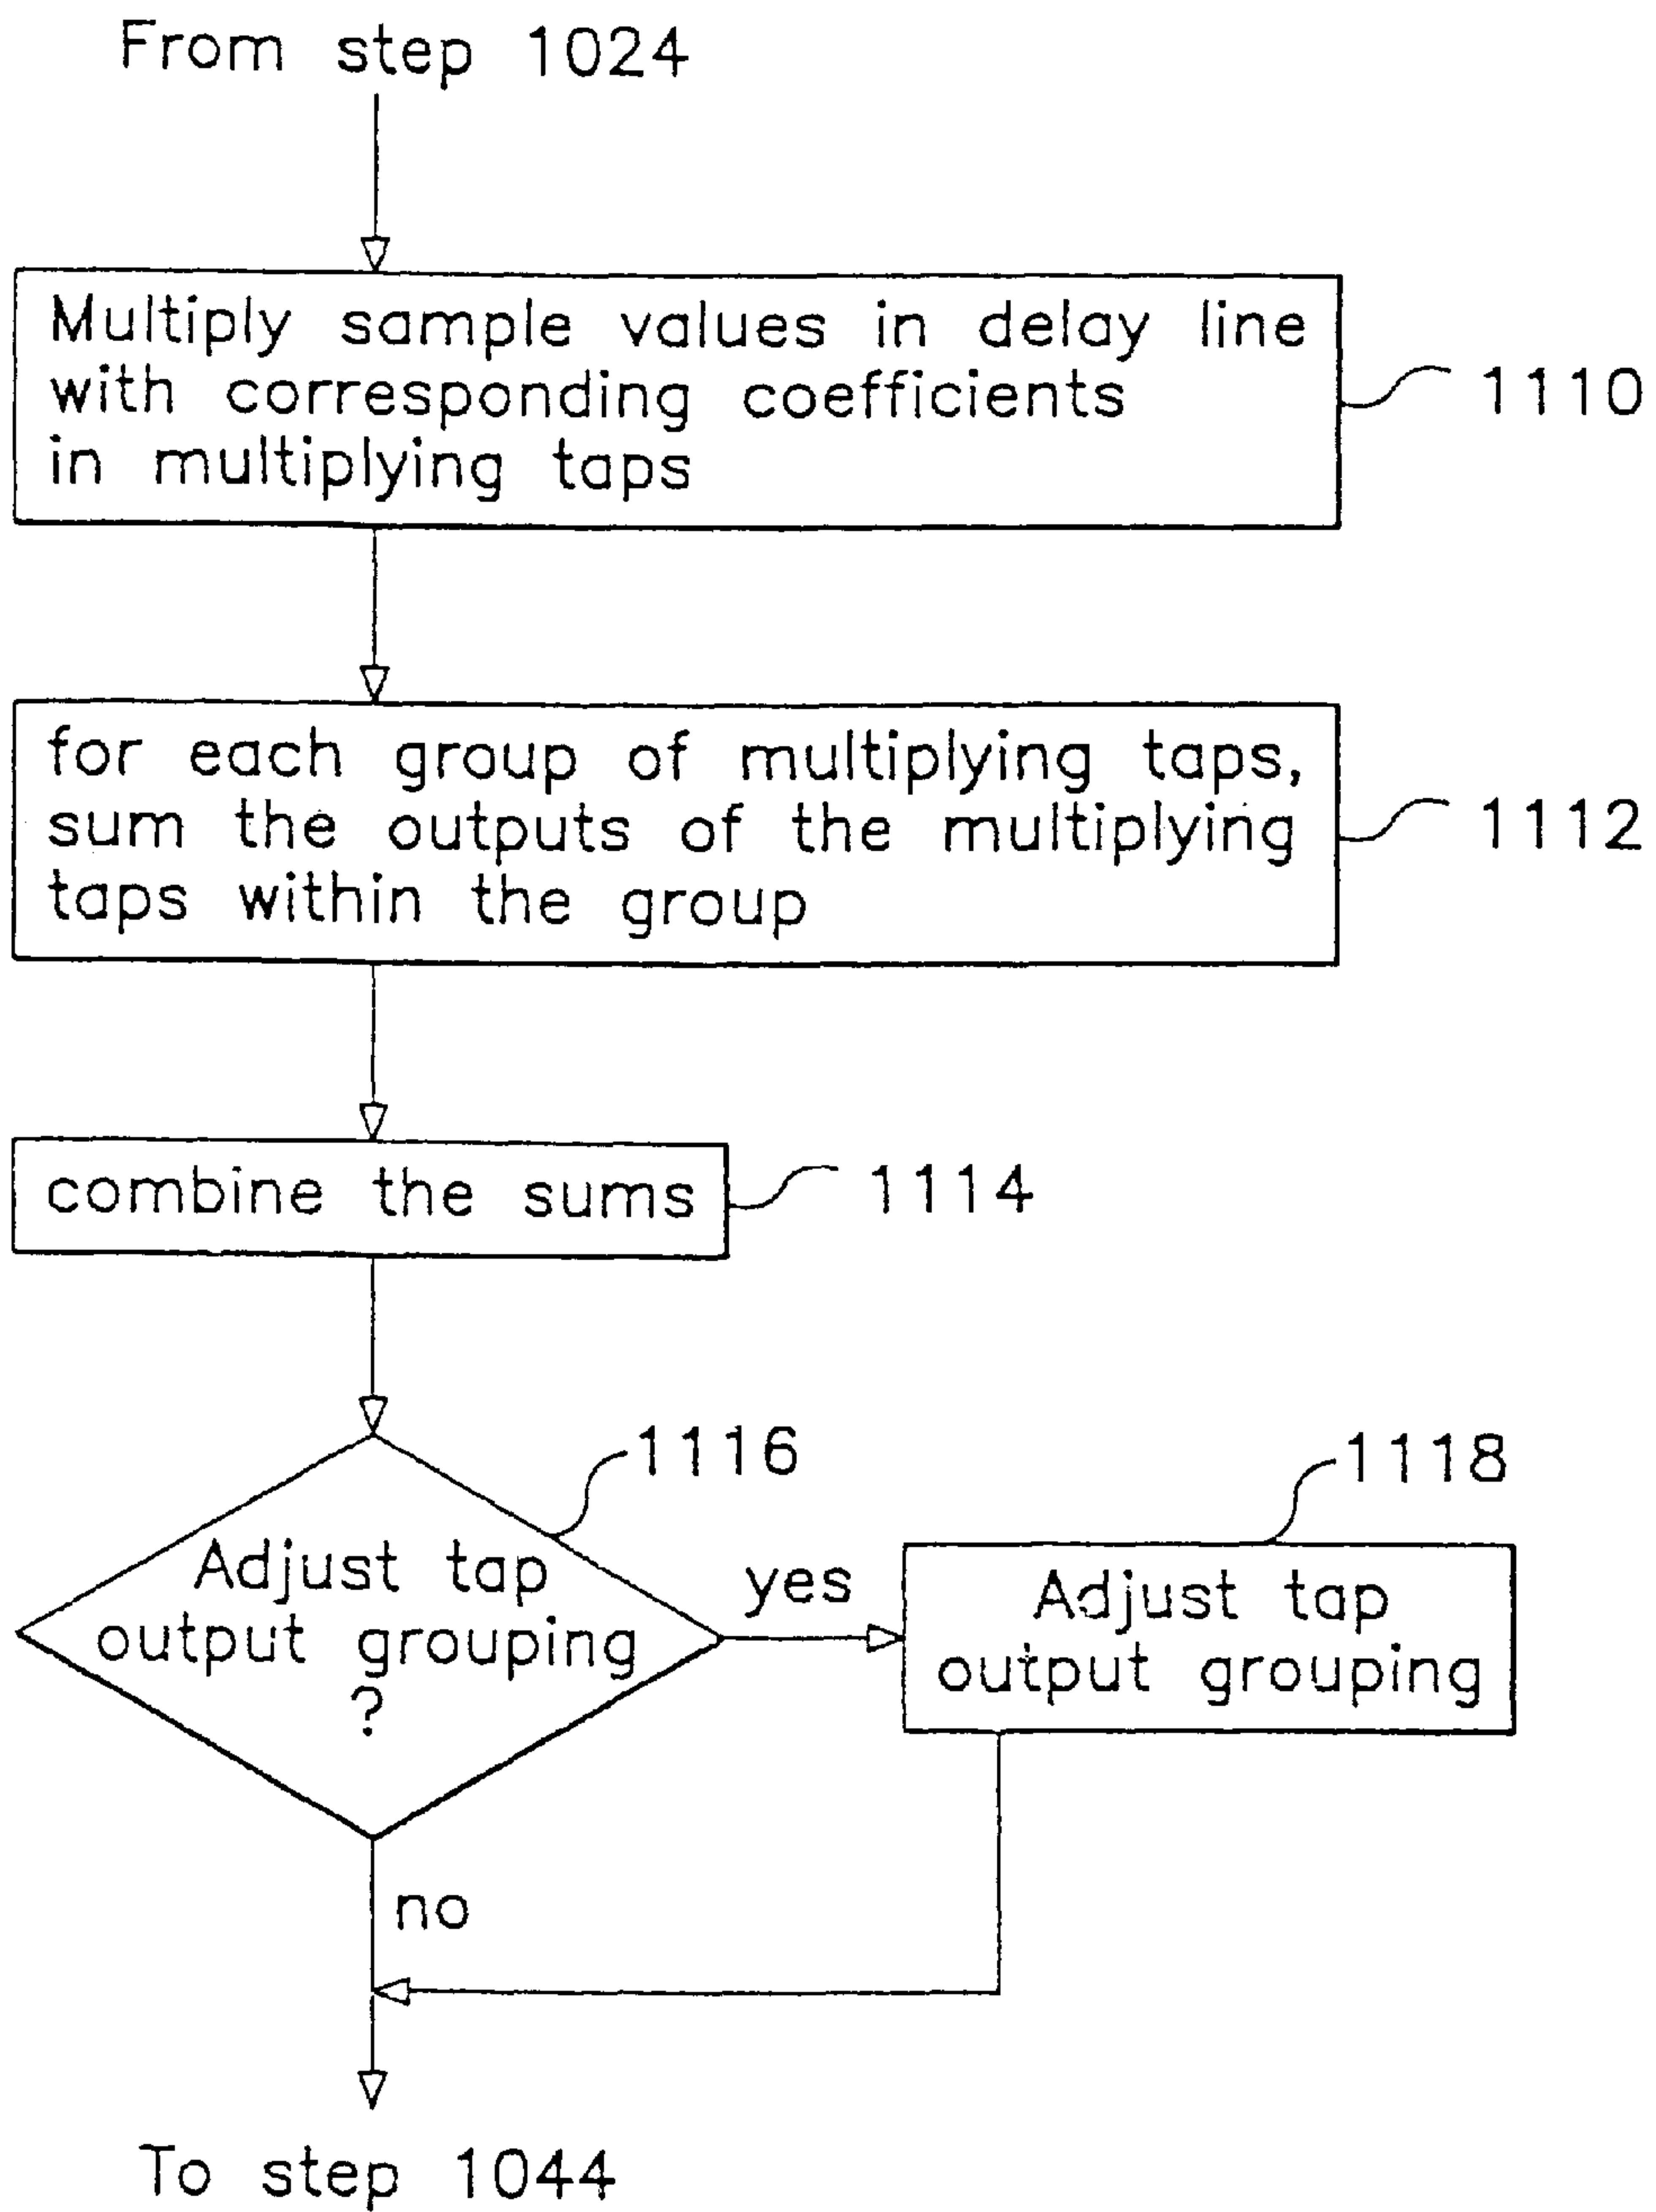 From step 1024
Multiply sample values in delay line
with corresponding coefficients
in multiplying taps
1110
for each group of multiplying taps,
sum the outputs of the multiplying
taps within the group
1112
combine the sums
1114
1116
Adjust tap
output grouping
?
yes
1118
Adjust tap
output grouping
no
To step 1044